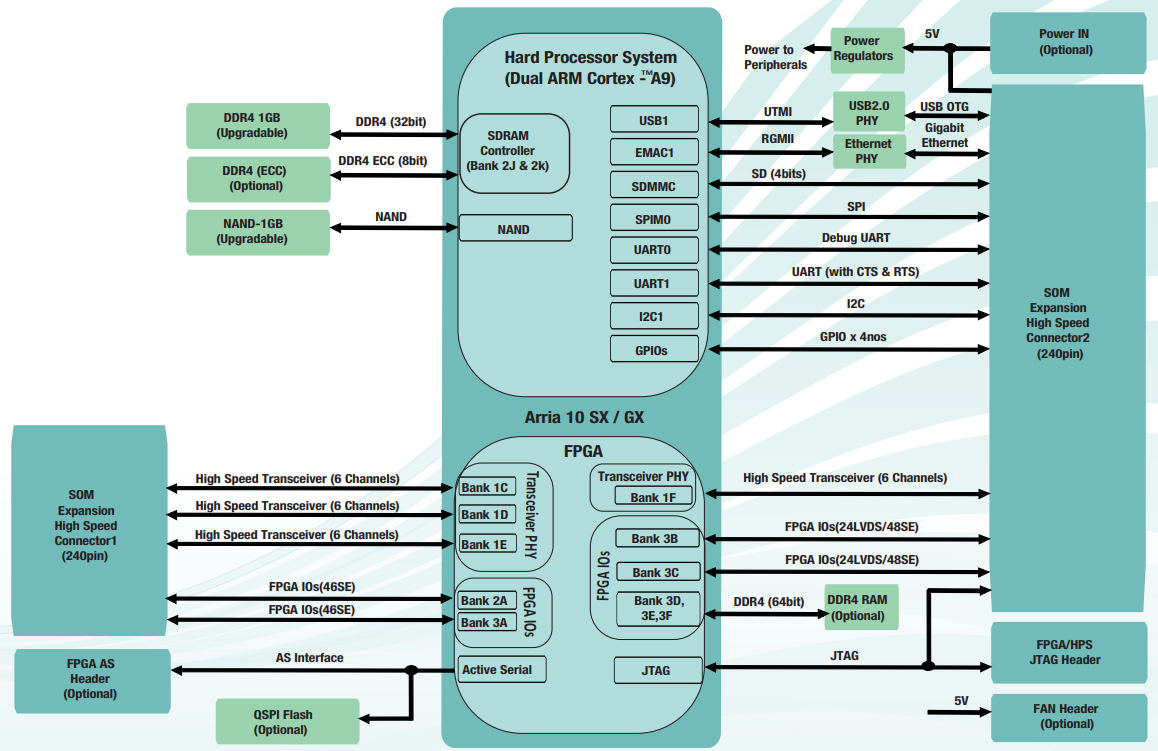 Hard Processor System
(Dual ARM Cortex -™A9)
DDR4 1GB
(Upgradable)
DDR4 (32bit)
DDR4 (ECC)
(Optional)
DDR4 ECC (8bit)
NAND-1GB
(Upgradable)
NAND
SDRAM
Controller
(Bank 2J & 2k)
NAND
USB1
EMAC1
SDMMC
SPIM0
UART0
UART1
I2C1
GPIOs
Power to
Peripherals
Power
Regulators
5V
Power IN
(Optional)
UTMI
USB2.0
PHY
USB OTG
RGMII
Ethernet
PHY
Gigabit
Ethernet
SD (4bits)
SPI
Debug UART
UART (with CTS & RTS)
I2C
GPIO x 4nos
SOM
Expansion
High Speed
Connector2
(240pin)
Arria 10 SX / GX
FPGA
SOM
Expansion
High Speed
Connector1
(240pin)
High Speed Transceiver (6 Channels)
High Speed Transceiver (6 Channels)
High Speed Transceiver (6 Channels)
FPGA IOs(46SE)
FPGA IOs(46SE)
Bank 1C
Bank 1D
Bank 1E
Transceiver PHY
Bank 2A
Bank 3A
FPGA IOs
Active Serial
AS Interface
FPGA AS
Header
(Optional)
QSPI Flash
(Optional)
Transceiver PHY
Bank 1F
FPGA IOs
Bank 3B
Bank 3C
Bank 3D,
3E,3F
JTAG
High Speed Transceiver (6 Channels)
FPGA IOs(24LVDS/48SE)
FPGA IOs(24LVDS/48SE)
DDR4 (64bit)
DDR4 RAM
(Optional)
JTAG
FPGA/HPS
JTAG Header
5V
FAN Header
(Optional)